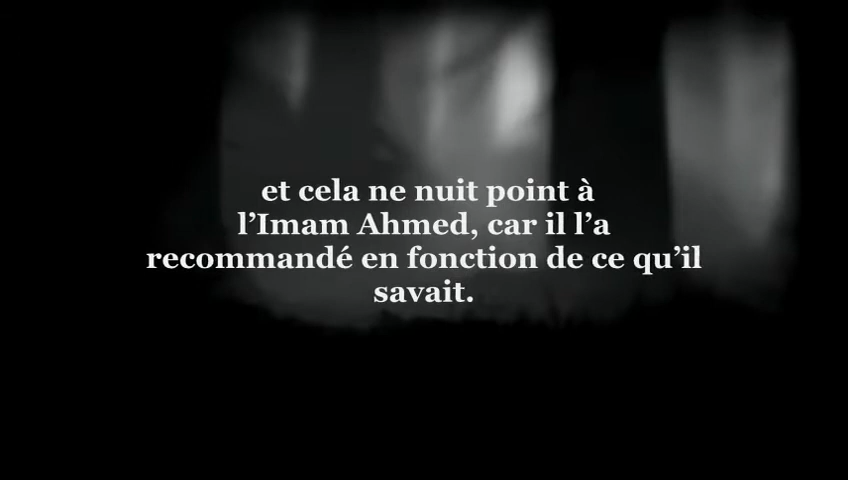 et cela ne nuit point à
l’Imam Ahmed, car il l’a
recommandé en fonction de ce qu’il
savait.